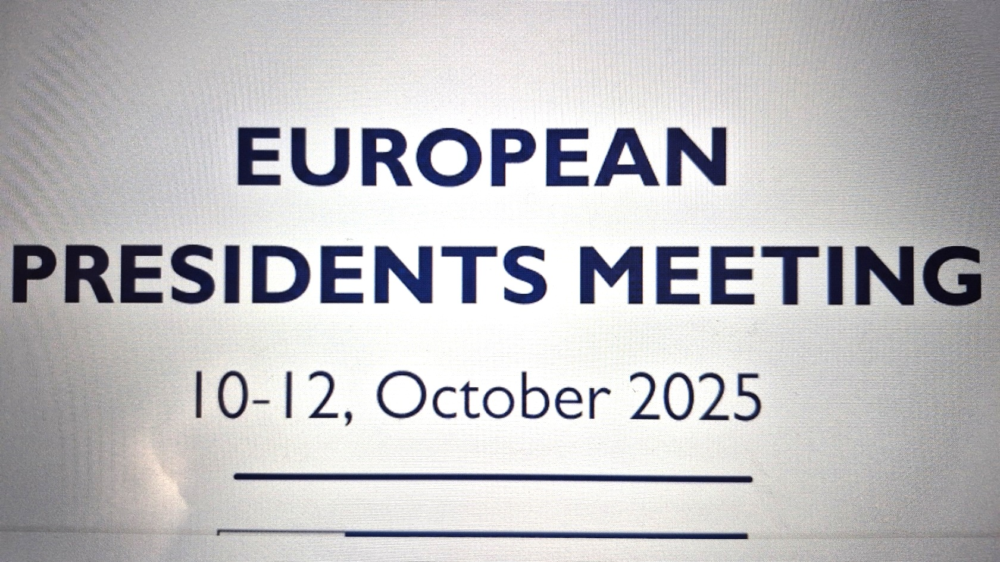 EUROPEAN
PRESIDENTS MEETING
10-12, October 2025